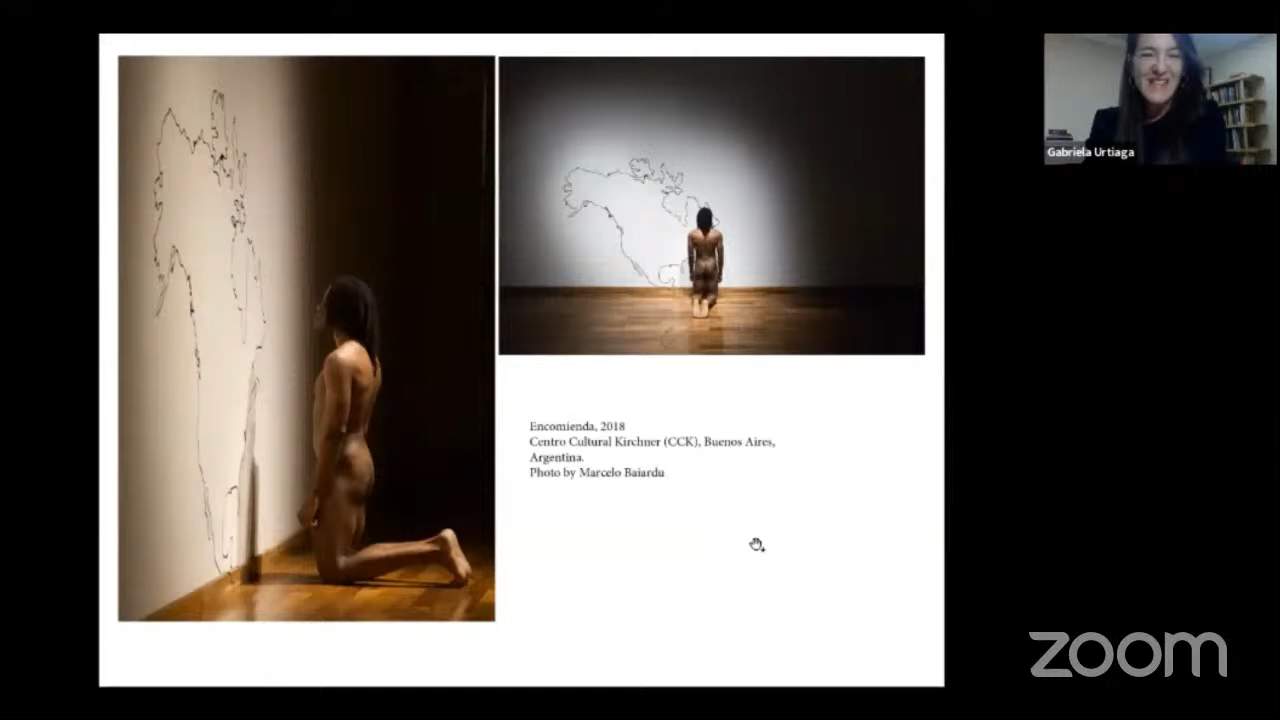 Gabriela Urtiaga
Encomienda, 2018
Centro Cultural Kirchner (CCK), Buenos Aires,
Argentina.
Photo by Marcelo Baiardu
zoom